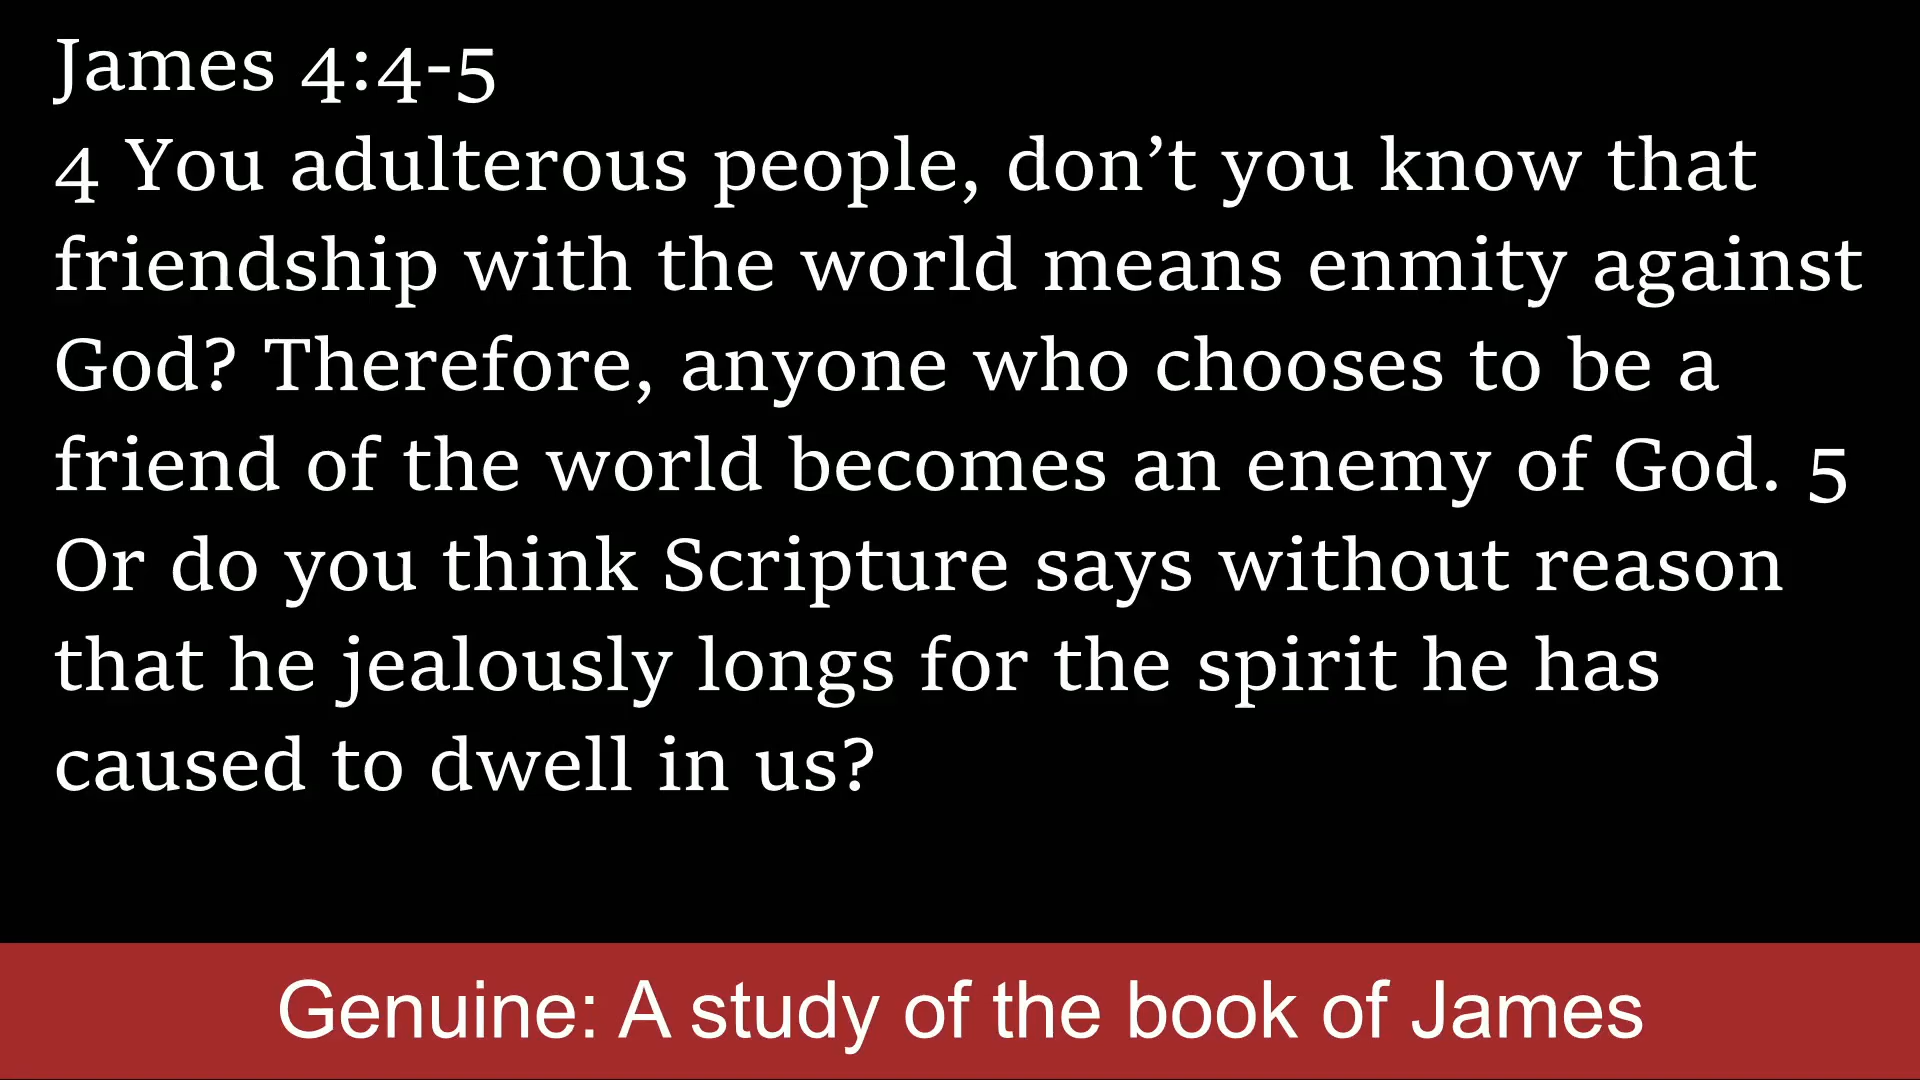 James 4:4-5
4 You adulterous people, don’t you know that
friendship with the world means enmity against
God? Therefore, anyone who chooses to be a
friend of the world becomes an enemy of God. 5
Or do you think Scripture says without reason
that he jealously longs for the spirit he has
caused to dwell in us?
Genuine: A study of the book of James